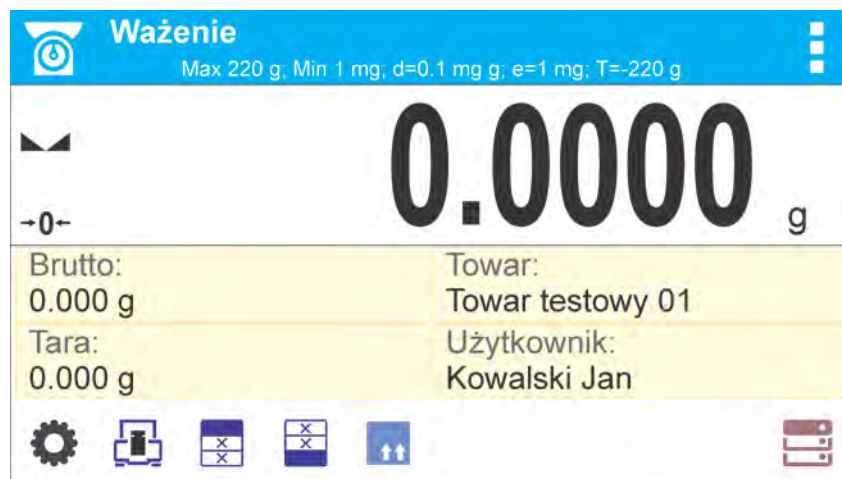 Ważenie
Max 220 g; Min 1 mg; d=0.1 mg g; e=1 mg; T=-220 g
0.0000 g
→0←
Brutto:
0.000 g
Towar:
Towar testowy 01
Tara:
0.000 g
Użytkownik:
Kowalski Jan